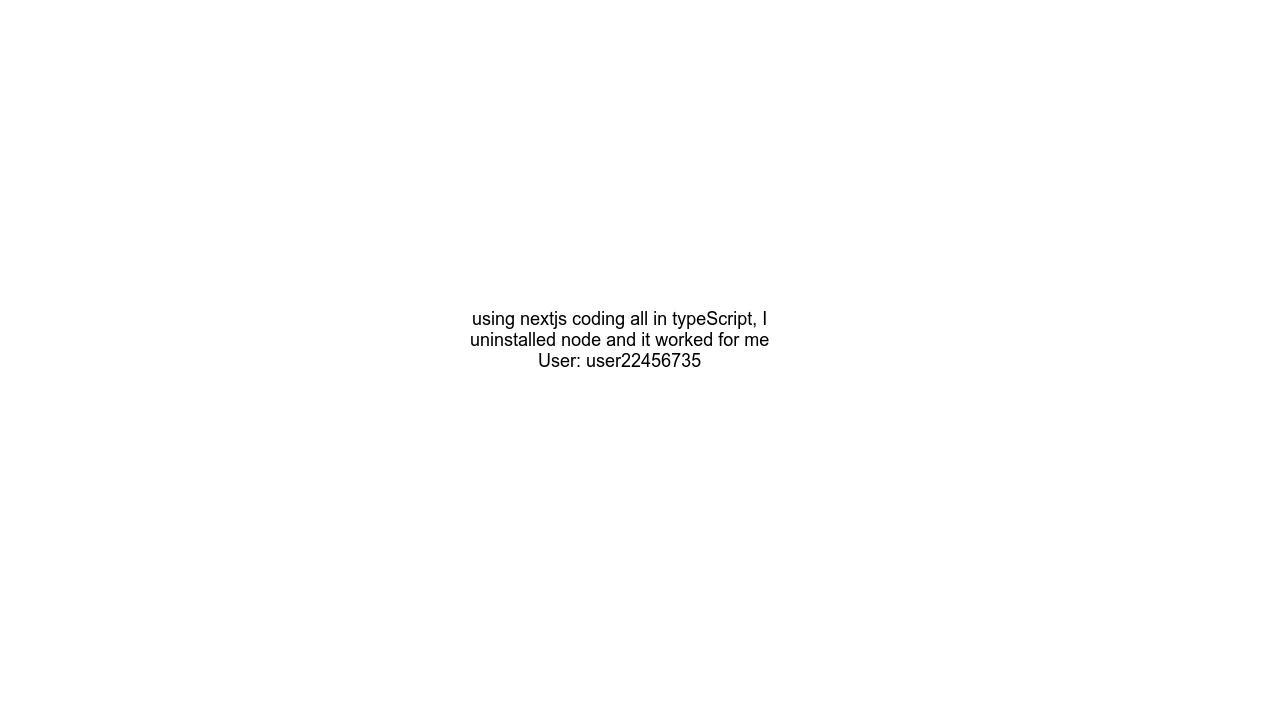 using nextjs coding all in typeScript, I
uninstalled node and it worked for me
User: user22456735